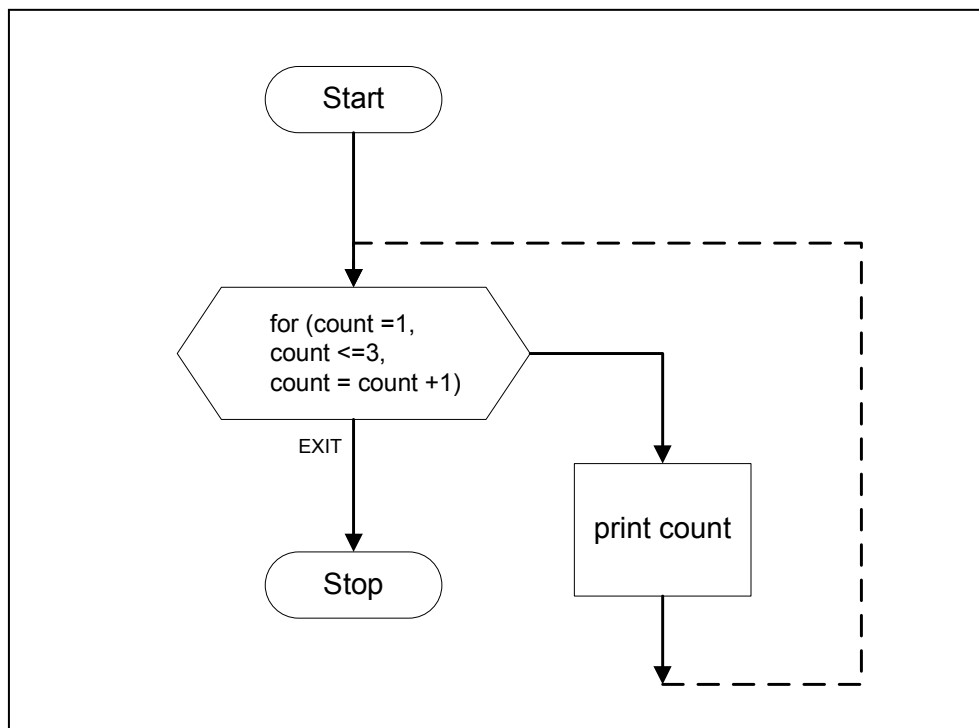 Start
for (count =1,
count <=3,
count = count +1)
EXIT
print count
Stop